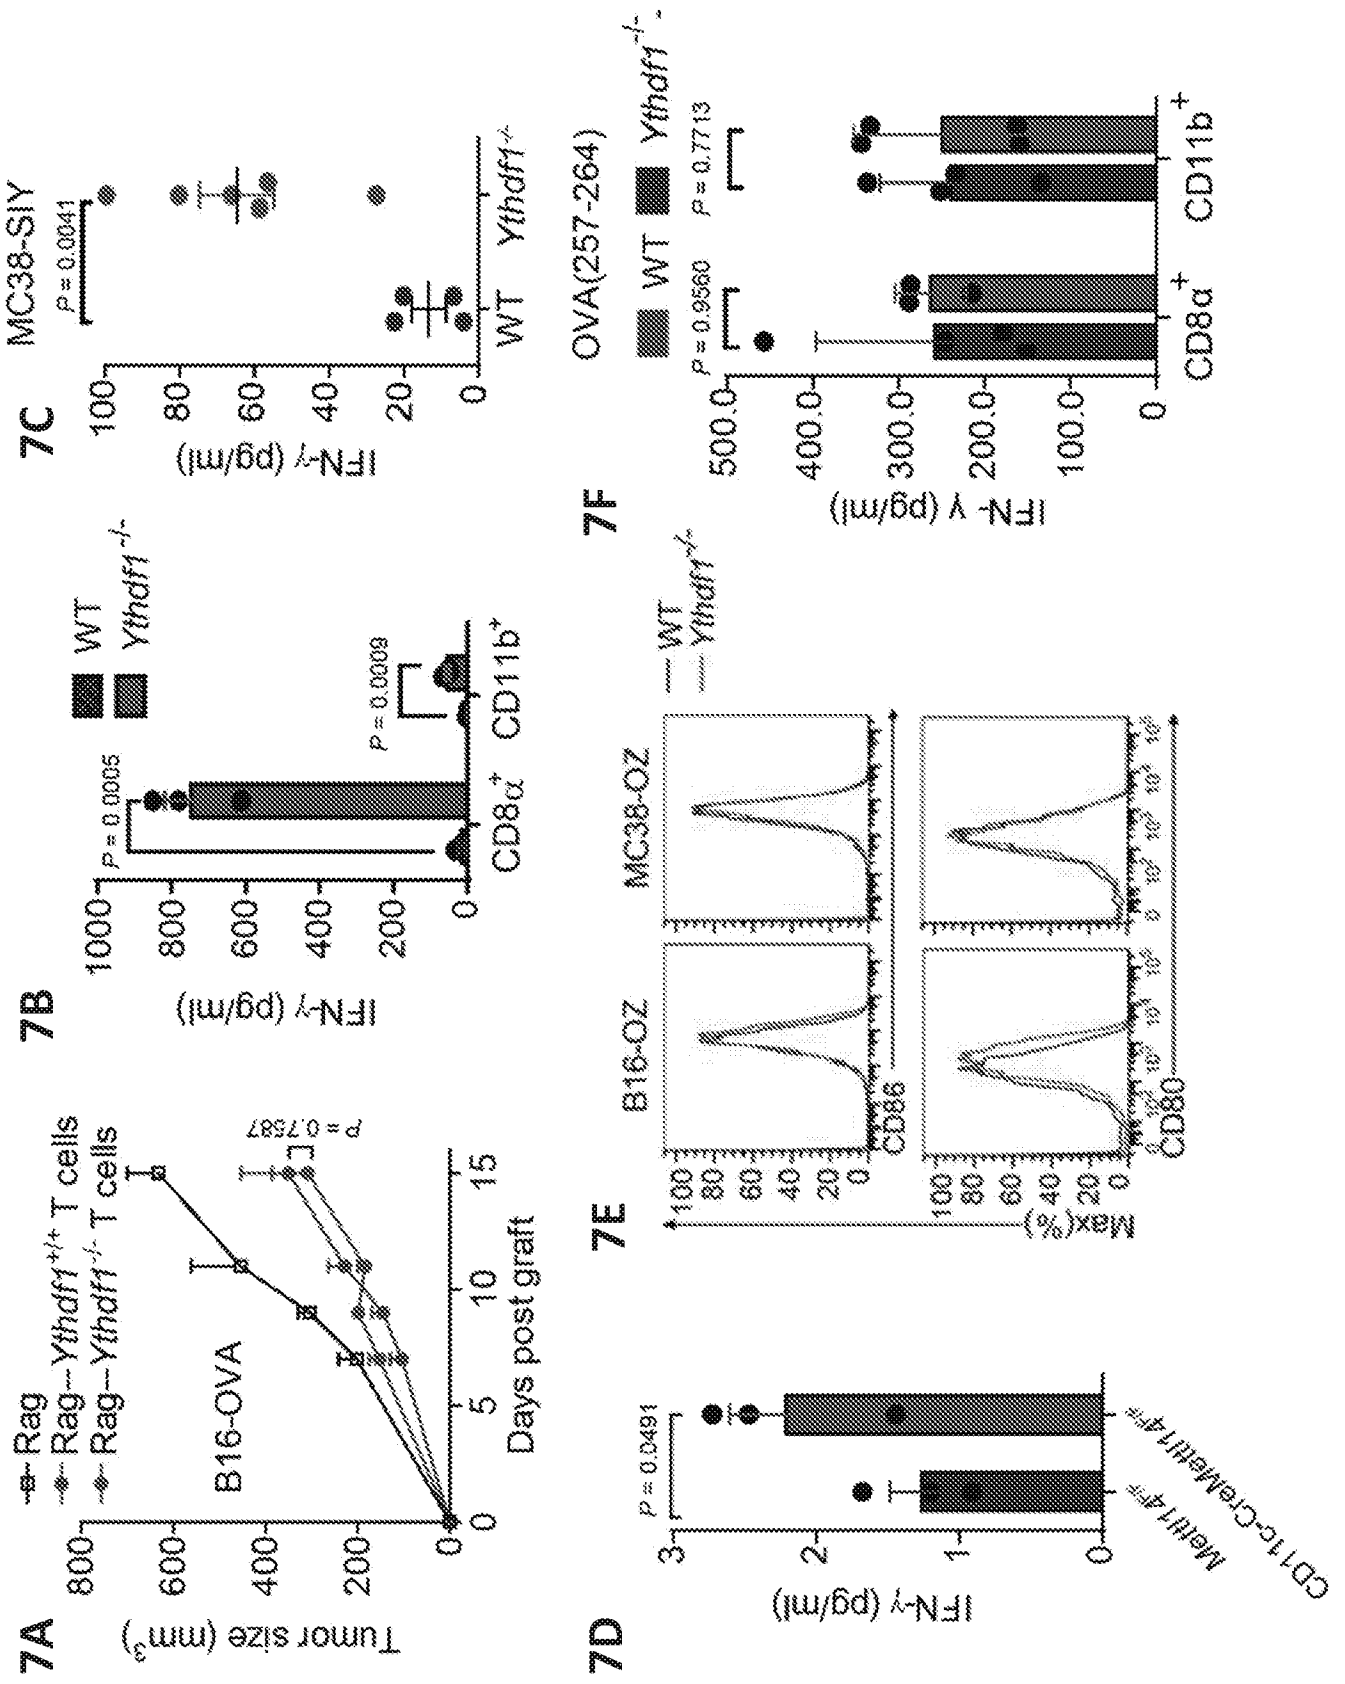 7A
Rag
Rag–Ythdf1+/+ T cells
Rag–Ythdf1-/- T cells
B16-OVA
P = 0.7587
Tumor size (mm3)
800
600
400
200
0
0 5 10 15
Days post graft
7B
WT
Ythdf1-/-
P = 0 0005
P = 0.0009
IFN-γ (pg/ml)
1000
800
600
400
200
0
CD8α+ CD11b+
7C
MC38-SIY
P = 0.0041
IFN-γ (pg/ml)
100
80
60
40
20
0
WT Ythdf1-/-
7D
P = 0.0491
IFN-γ (pg/ml)
3
2
1
0
Mettl14F/F
CD11c-CreMettl14F/F
7E
B16-OZ MC38-OZ
WT
Ythdf1-/-
100
80
60
40
20
0
CD86
Max(%)
100
80
60
40
20
0
CD80
7F
OVA(257-264)
WT Ythdf1-/-
P = 0.9560 P = 0.7713
IFN- γ (pg/ml)
500.0
400.0
300.0
200.0
100.0
0
CD8α+ CD11b+